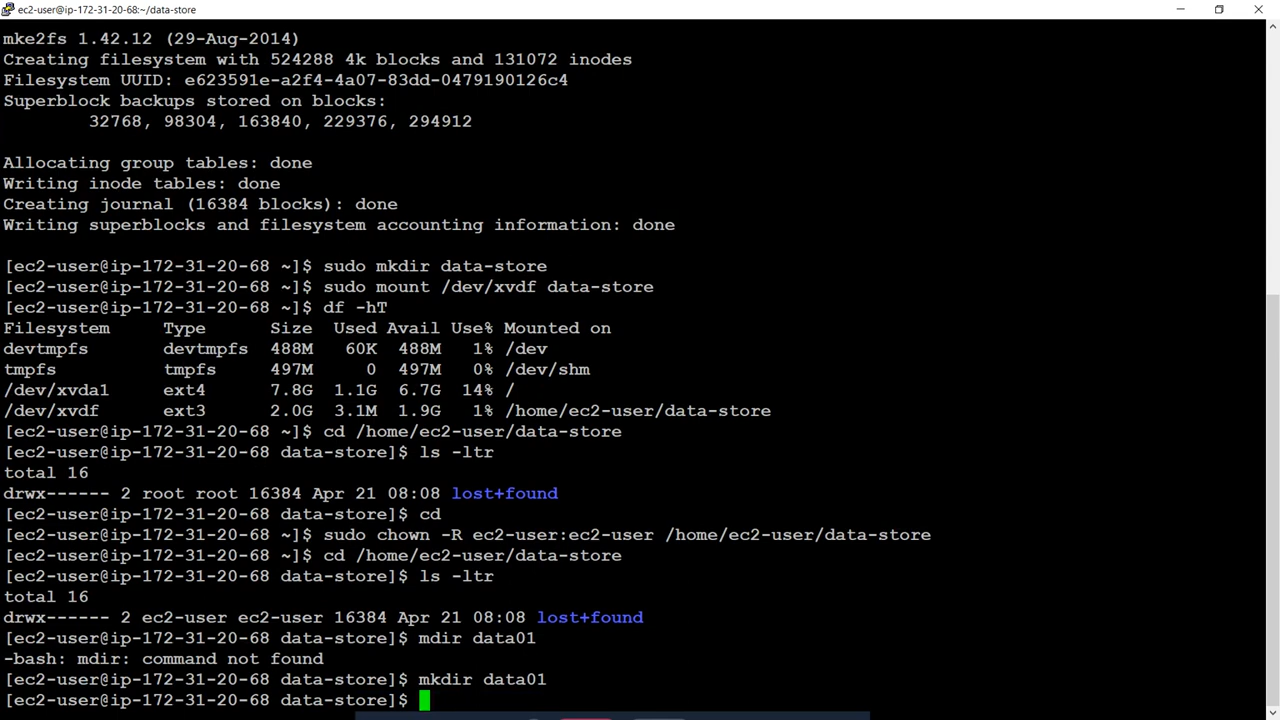 ec2-user@ip-172-31-20-68:~/data-store
mke2fs 1.42.12 (29-Aug-2014)
Creating filesystem with 524288 4k blocks and 131072 inodes
Filesystem UUID: e623591e-a2f4-4a07-83dd-0479190126c4
Superblock backups stored on blocks:
32768, 98304, 163840, 229376, 294912
Allocating group tables: done
Writing inode tables: done
Creating journal (16384 blocks): done
Writing superblocks and filesystem accounting information: done
[ec2-user@ip-172-31-20-68 ~]$ sudo mkdir data-store
[ec2-user@ip-172-31-20-68 ~]$ sudo mount /dev/xvdf data-store
[ec2-user@ip-172-31-20-68 ~]$ df -hT
Filesystem Type Size Used Avail Use% Mounted on
devtmpfs devtmpfs 488M 60K 488M 1% /dev
tmpfs tmpfs 497M 0 497M 0% /dev/shm
/dev/xvda1 ext4 7.8G 1.1G 6.7G 14% /
/dev/xvdf ext3 2.0G 3.1M 1.9G 1% /home/ec2-user/data-store
[ec2-user@ip-172-31-20-68 ~]$ cd /home/ec2-user/data-store
[ec2-user@ip-172-31-20-68 data-store]$ ls -ltr
total 16
drwx------ 2 root root 16384 Apr 21 08:08 lost+found
[ec2-user@ip-172-31-20-68 data-store]$ cd
[ec2-user@ip-172-31-20-68 ~]$ sudo chown -R ec2-user:ec2-user /home/ec2-user/data-store
[ec2-user@ip-172-31-20-68 ~]$ cd /home/ec2-user/data-store
[ec2-user@ip-172-31-20-68 data-store]$ ls -ltr
total 16
drwx------ 2 ec2-user ec2-user 16384 Apr 21 08:08 lost+found
[ec2-user@ip-172-31-20-68 data-store]$ mdir data01
-bash: mdir: command not found
[ec2-user@ip-172-31-20-68 data-store]$ mkdir data01
[ec2-user@ip-172-31-20-68 data-store]$